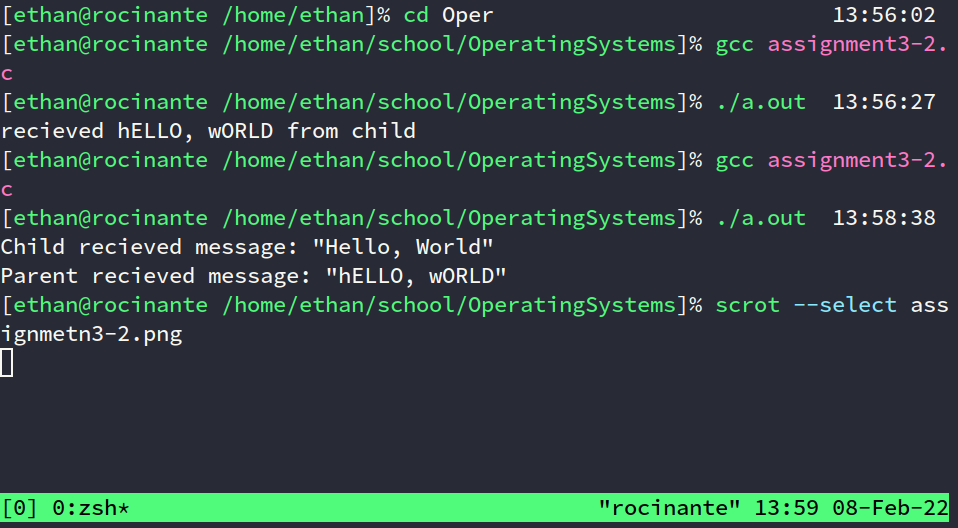 [ethan@rocinante /home/ethan]% cd Oper 13:56:02
[ethan@rocinante /home/ethan/school/OperatingSystems]% gcc assignment3-2.
c
[ethan@rocinante /home/ethan/school/OperatingSystems]% ./a.out 13:56:27
recieved hELLO, wORLD from child
[ethan@rocinante /home/ethan/school/OperatingSystems]% gcc assignment3-2.
c
[ethan@rocinante /home/ethan/school/OperatingSystems]% ./a.out 13:58:38
Child recieved message: "Hello, World"
Parent recieved message: "hELLO, wORLD"
[ethan@rocinante /home/ethan/school/OperatingSystems]% scrot --select ass
ignmetn3-2.png
[0] 0:zsh* "rocinante" 13:59 08-Feb-22